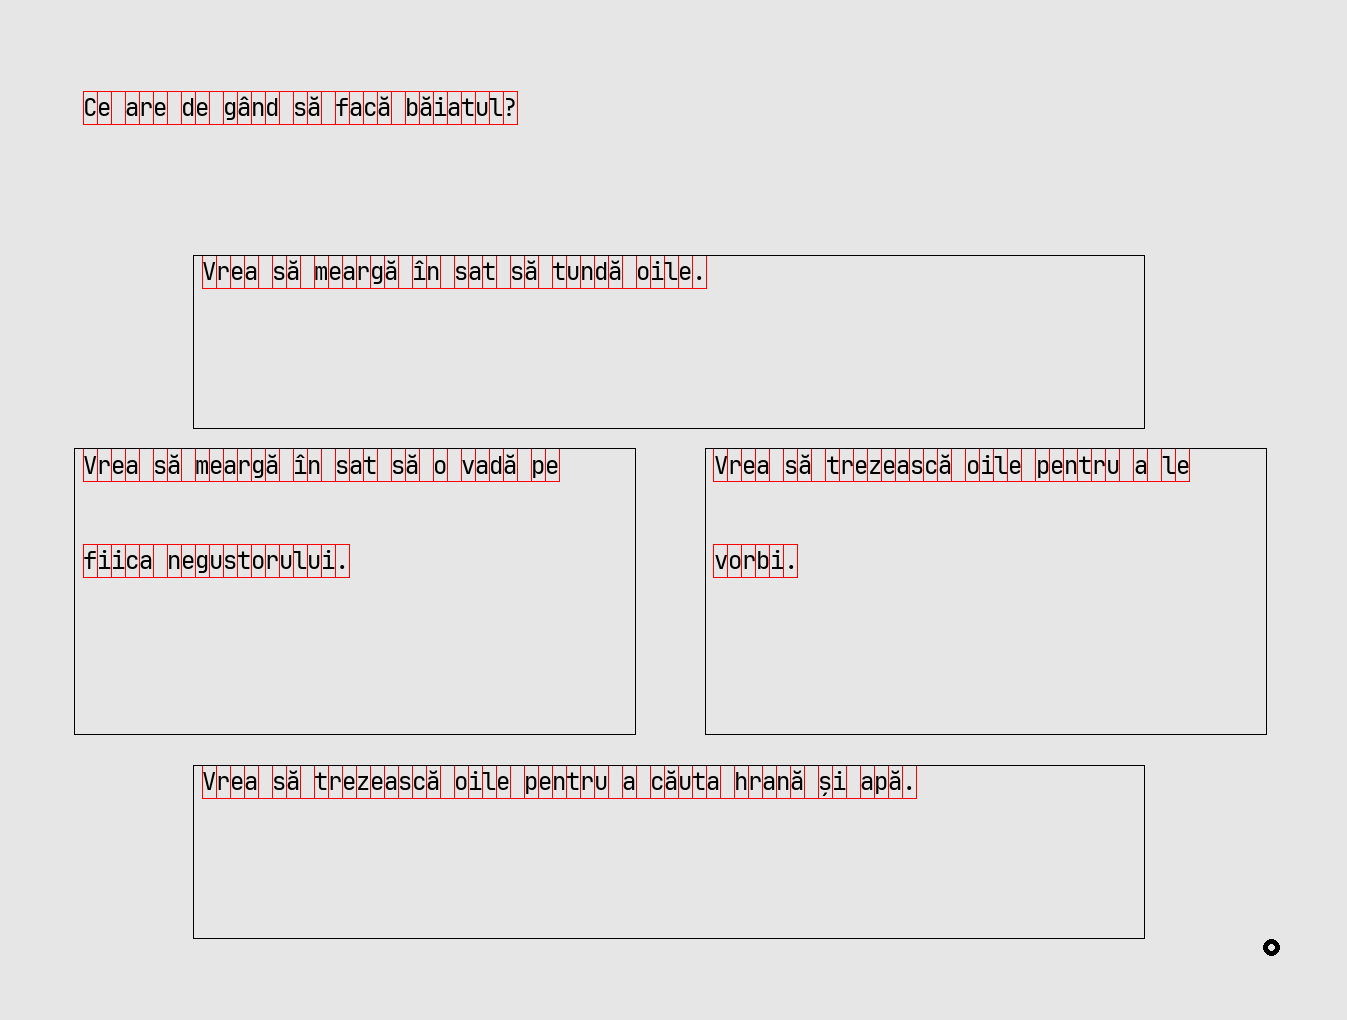 Ce are de gând să facă băiatul?
Vrea să meargă în sat să tundă oile.
Vrea să meargă în sat să o vadă pe
fiica negustorului.
Vrea să trezească oile pentru a le
vorbi.
Vrea să trezească oile pentru a căuta hrană și apă.